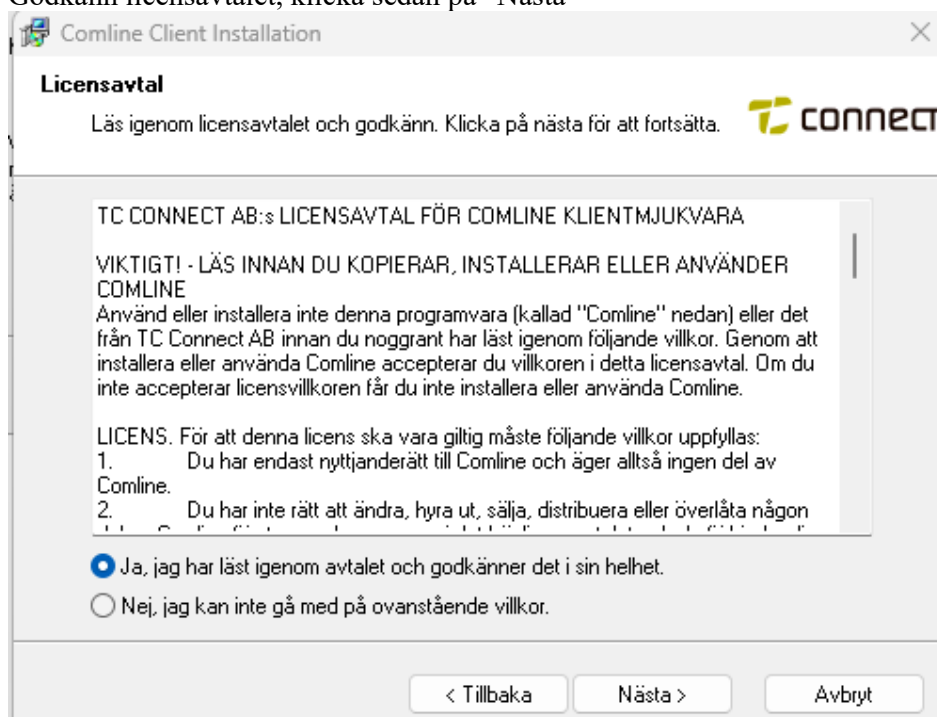 Godkänn licensavtalet, klicka sedan på "Nästa"
Comline Client Installation
Licensavtal
Läs igenom licensavtalet och godkänn. Klicka på nästa för att fortsätta.
connect
TC CONNECT AB:s LICENSAVTAL FÖR COMLINE KLIENTMJUKVARA
VIKTIGT! - LÄS INNAN DU KOPIERAR, INSTALLERAR ELLER ANVÄNDER
COMLINE
Använd eller installera inte denna programvara (kallad "Comline" nedan) eller det
från TC Connect AB innan du noggrant har läst igenom följande villkor. Genom att
installera eller använda Comline accepterar du villkoren i detta licensavtal. Om du
inte accepterar licensvillkoren får du inte installera eller använda Comline.
LICENS. För att denna licens ska vara giltig måste följande villkor uppfyllas:
1. Du har endast nyttjanderätt till Comline och äger alltså ingen del av
Comline.
2. Du har inte rätt att ändra, hyra ut, sälja, distribuera eller överlåta någon
Ja, jag har läst igenom avtalet och godkänner det i sin helhet.
Nej, jag kan inte gå med på ovanstående villkor.
< Tillbaka
Nästa >
Avbryt